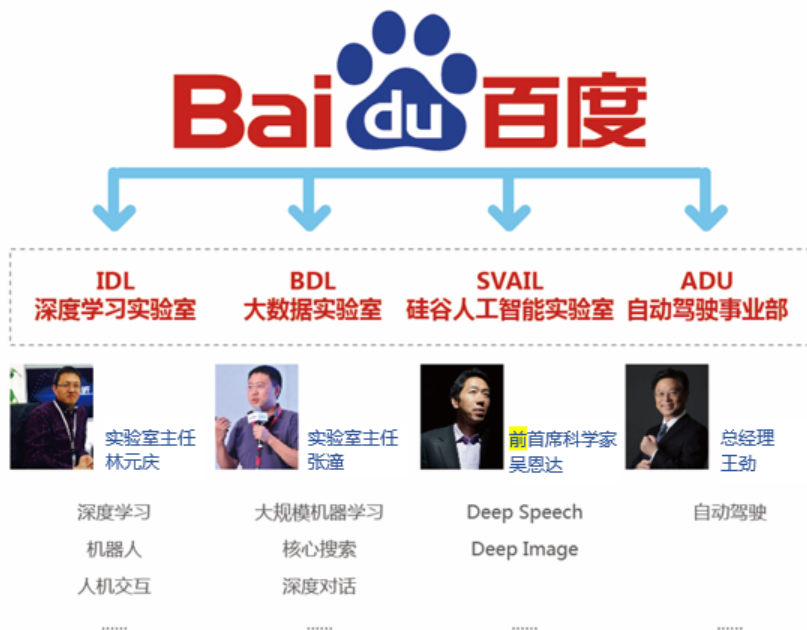 Bai du 百度
IDL
深度学习实验室
BDL
大数据实验室
SVAIL
硅谷人工智能实验室
ADU
自动驾驶事业部
实验室主任
林元庆
实验室主任
张潼
前首席科学家
吴恩达
总经理
王劲
深度学习
机器人
人机交互
......
大规模机器学习
核心搜索
深度对话
......
Deep Speech
Deep Image
......
自动驾驶
......